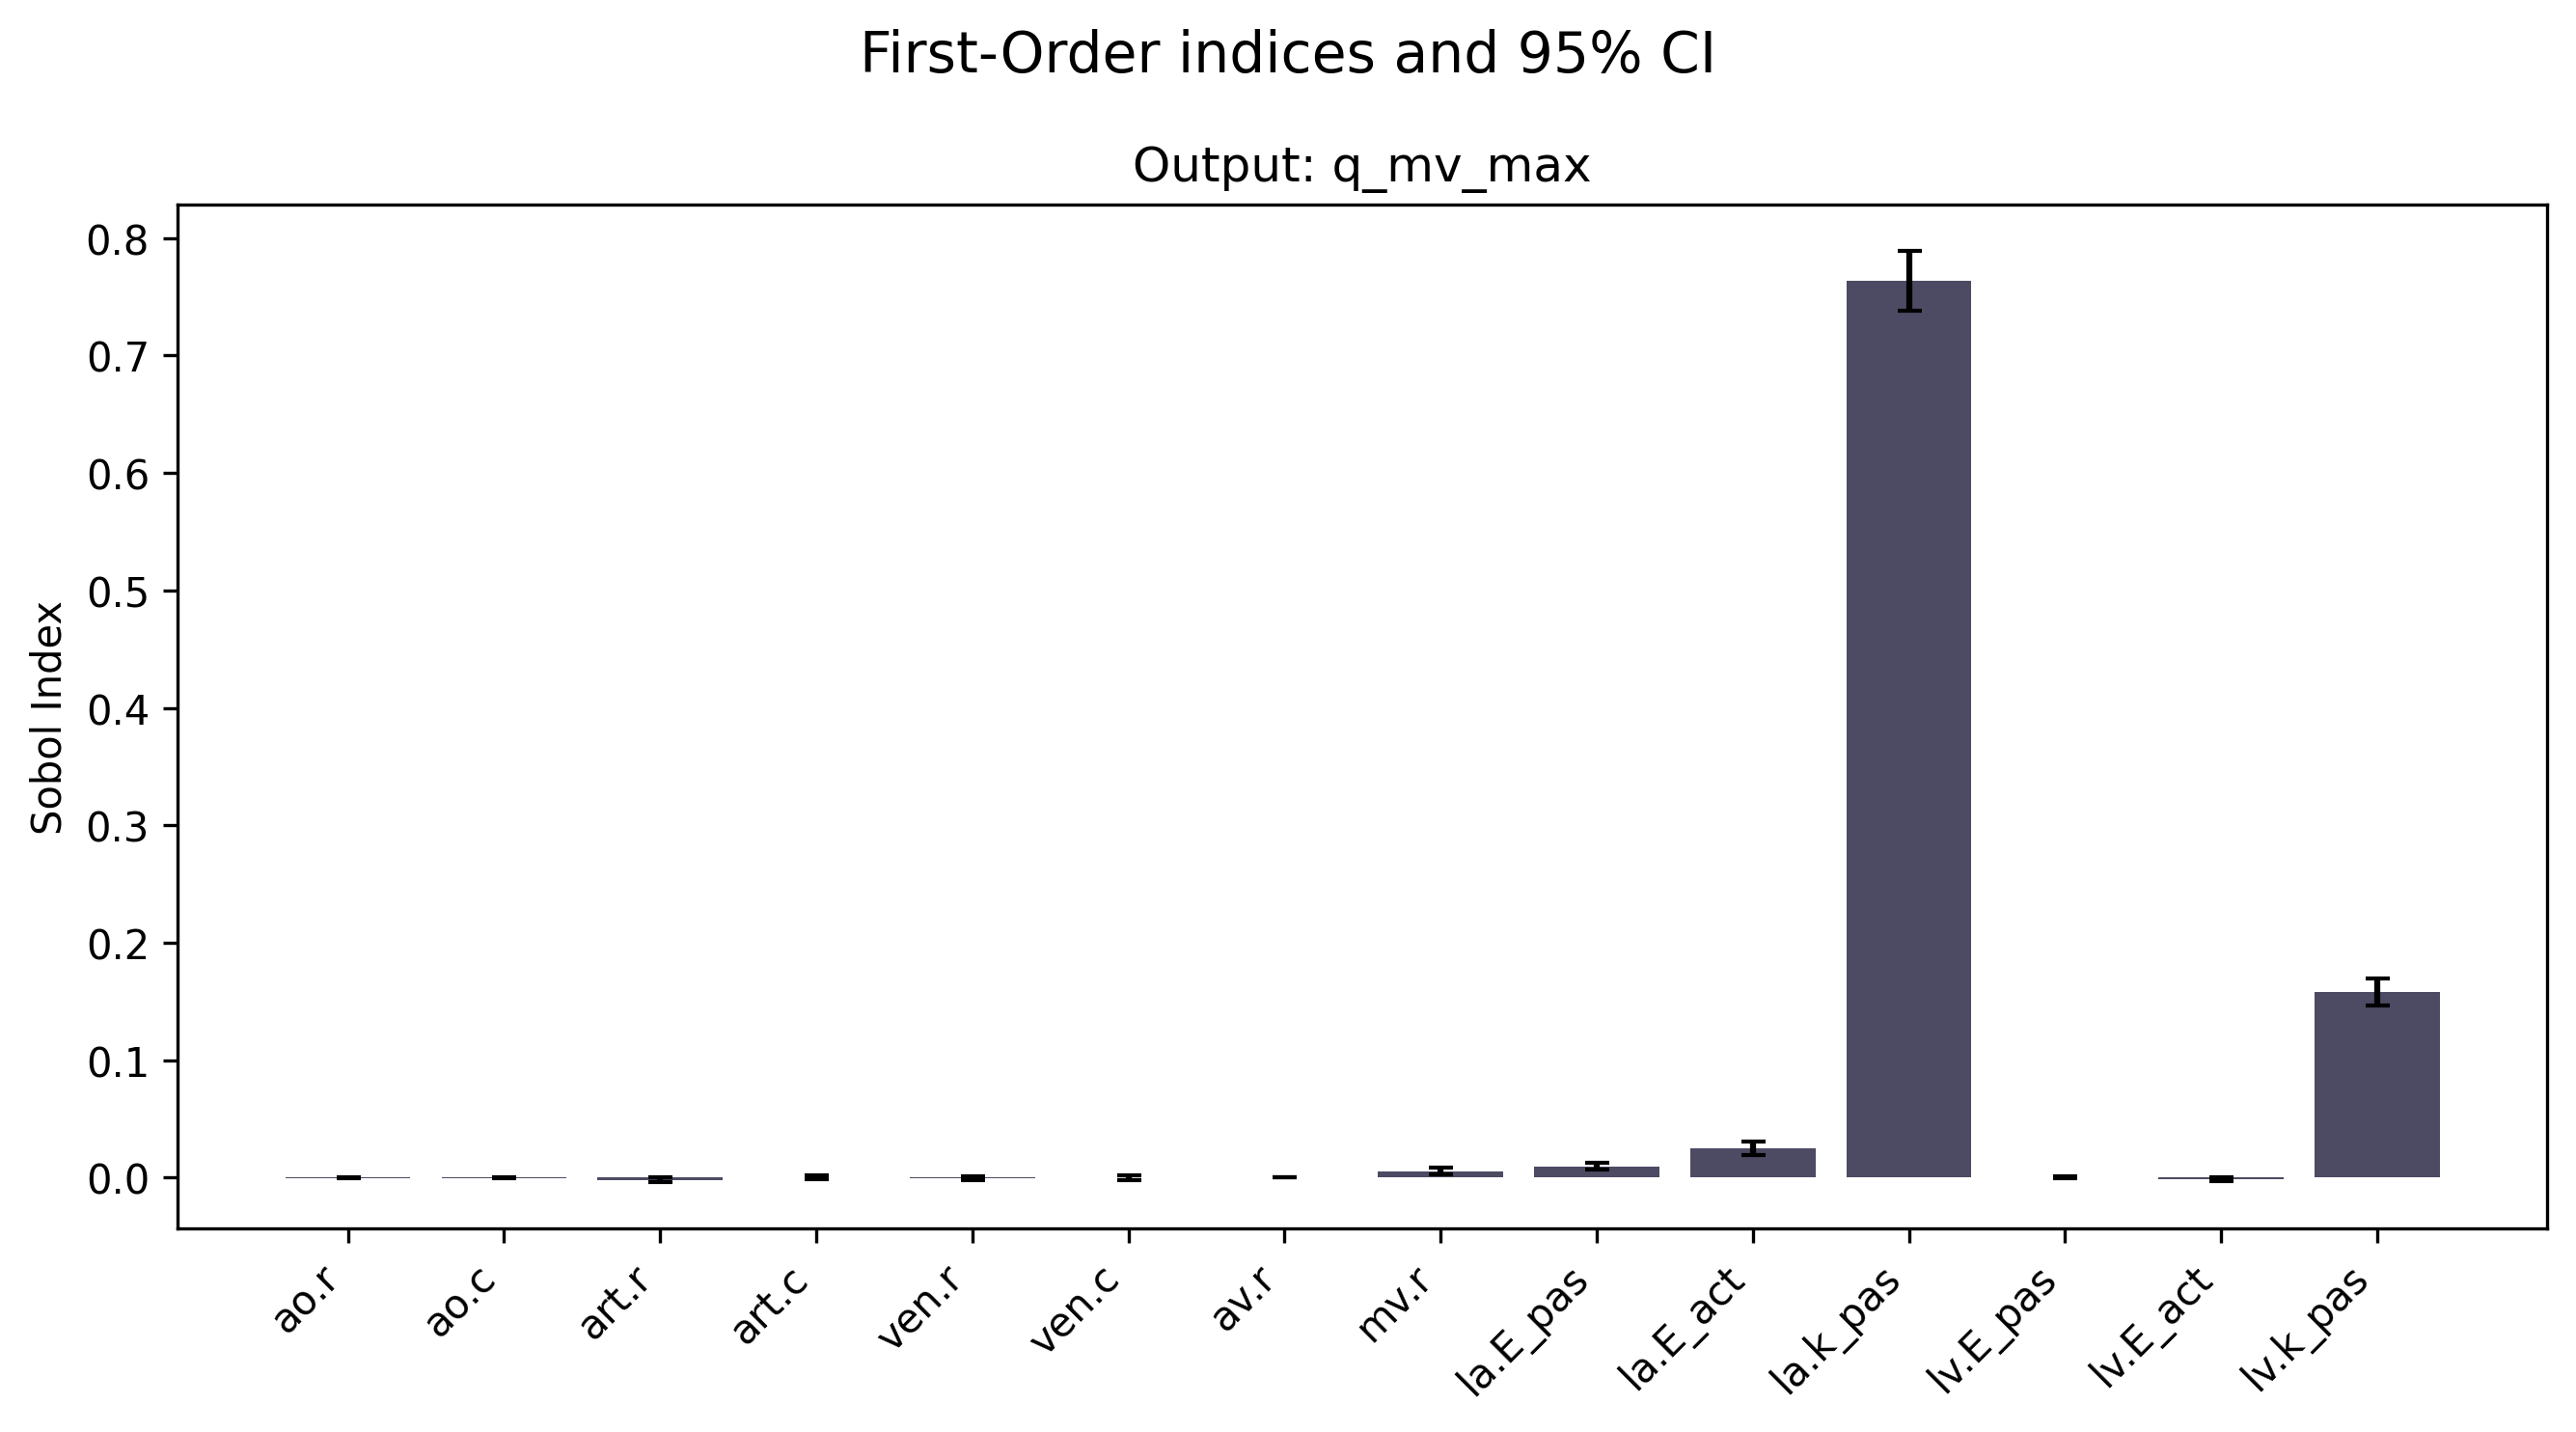 First-Order indices and 95% CI
Output: q_mv_max
Sobol Index
0.8
0.7
0.6
0.5
0.4
0.3
0.2
0.1
0.0
ao.r
ao.c
art.r
art.c
ven.r
ven.c
av.r
mv.r
la.E_pas
la.E_act
la.k_pas
lv.E_pas
lv.E_act
lv.k_pas